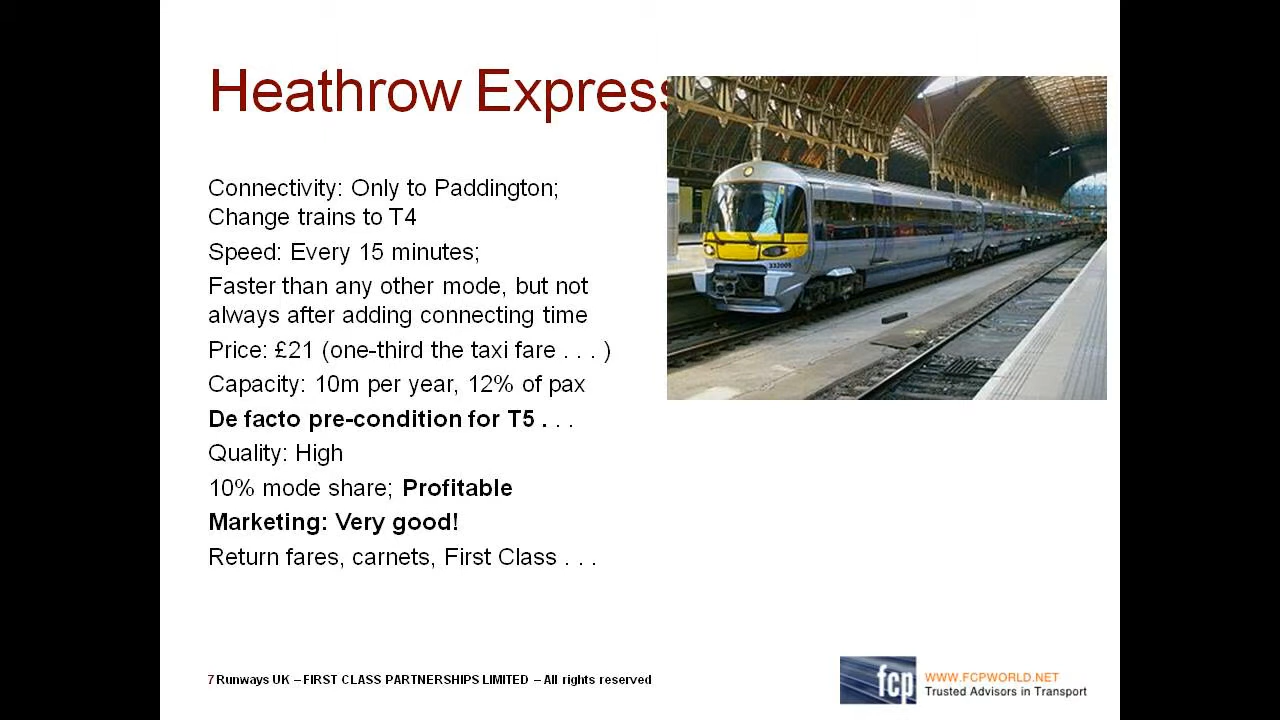 Heathrow Express
Connectivity: Only to Paddington;
Change trains to T4
Speed: Every 15 minutes;
Faster than any other mode, but not
always after adding connecting time
Price: £21 (one-third the taxi fare . . . )
Capacity: 10m per year, 12% of pax
De facto pre-condition for T5 . . .
Quality: High
10% mode share; Profitable
Marketing: Very good!
Return fares, carnets, First Class . . .
332005
7 Runways UK – FIRST CLASS PARTNERSHIPS LIMITED – All rights reserved
fcp
WWW.FCPWORLD.NET
Trusted Advisors in Transport